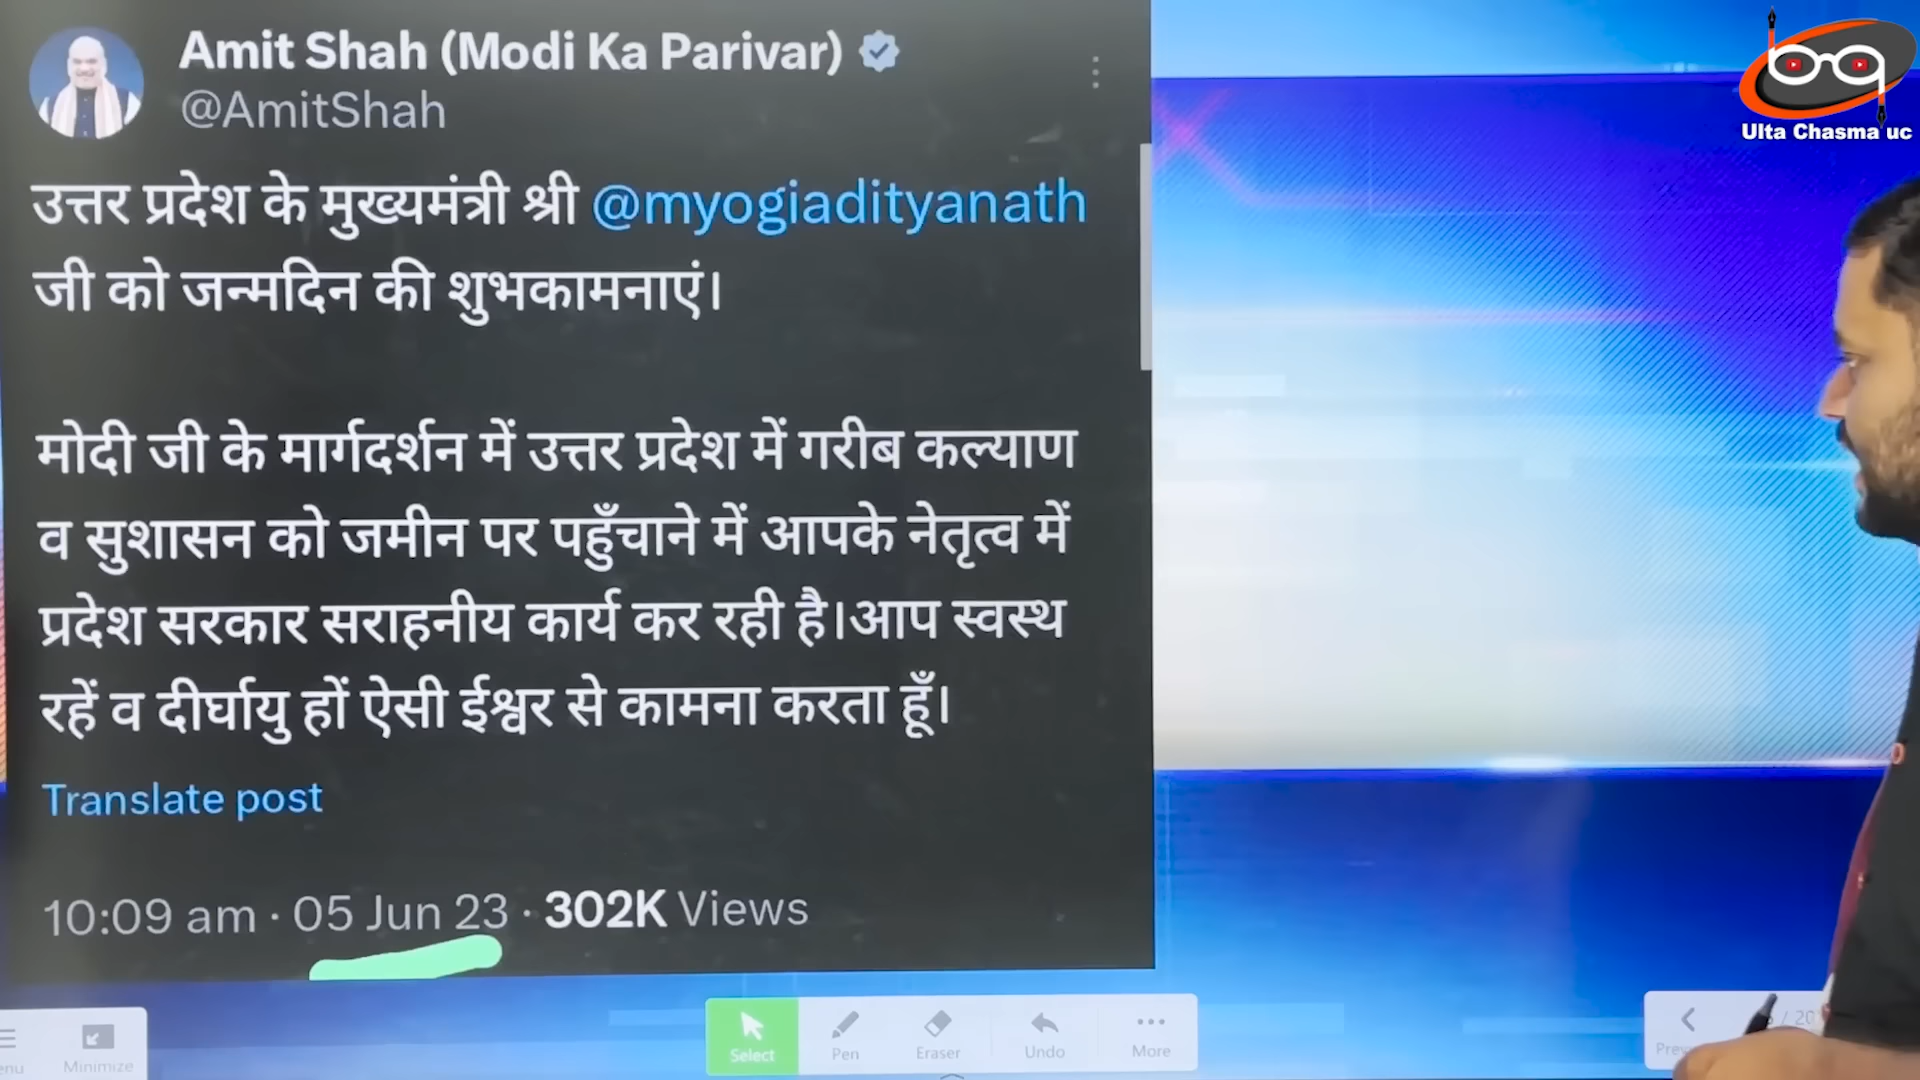 Amit Shah (Modi Ka Parivar)
@AmitShah
उत्तर प्रदेश के मुख्यमंत्री श्री @myogiadityanath
जी को जन्मदिन की शुभकामनाएं।
मोदी जी के मार्गदर्शन में उत्तर प्रदेश में गरीब कल्याण
व सुशासन को जमीन पर पहुँचाने में आपके नेतृत्व में
प्रदेश सरकार सराहनीय कार्य कर रही है।आप स्वस्थ
रहें व दीर्घायु हों ऐसी ईश्वर से कामना करता हूँ।
Translate post
10:09 am · 05 Jun 23 · 302K Views
Ulta Chasma uc
Minimize
Select
Pen
Eraser
Undo
More